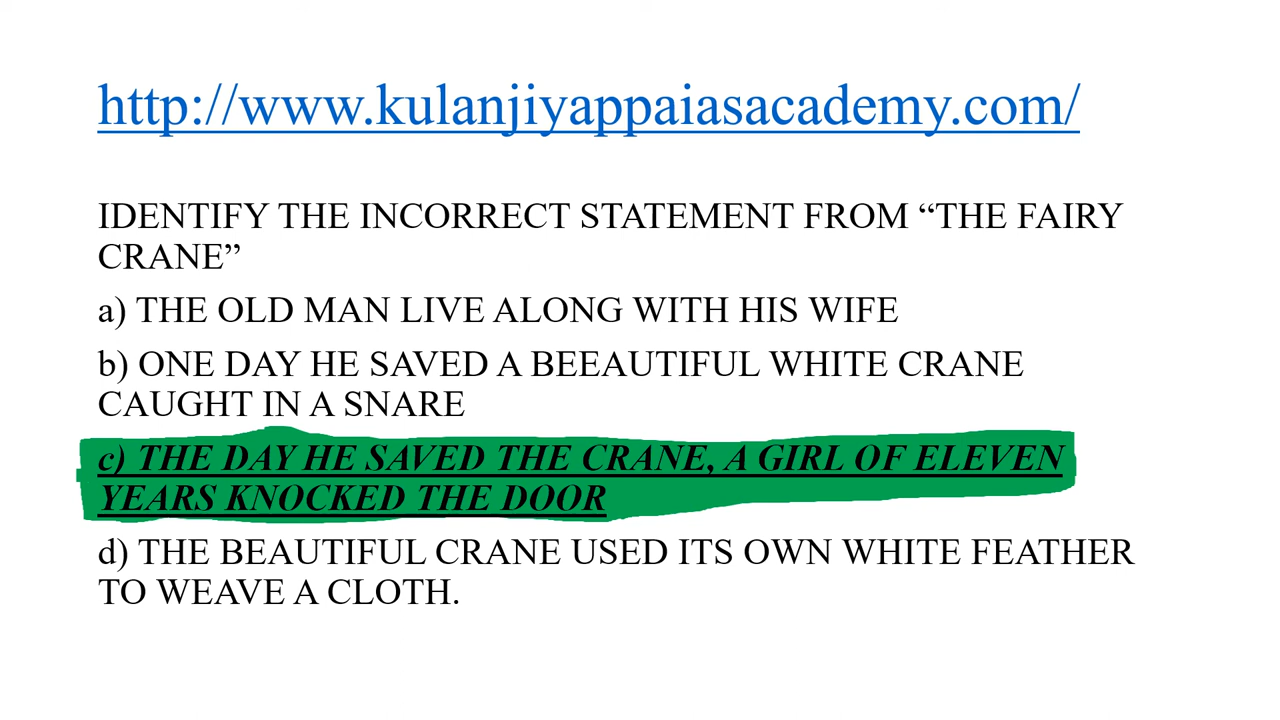 http://www.kulanjiyappaiasacademy.com/
IDENTIFY THE INCORRECT STATEMENT FROM “THE FAIRY
CRANE”
a) THE OLD MAN LIVE ALONG WITH HIS WIFE
b) ONE DAY HE SAVED A BEEAUTIFUL WHITE CRANE
CAUGHT IN A SNARE
c) THE DAY HE SAVED THE CRANE, A GIRL OF ELEVEN
YEARS KNOCKED THE DOOR
d) THE BEAUTIFUL CRANE USED ITS OWN WHITE FEATHER
TO WEAVE A CLOTH.